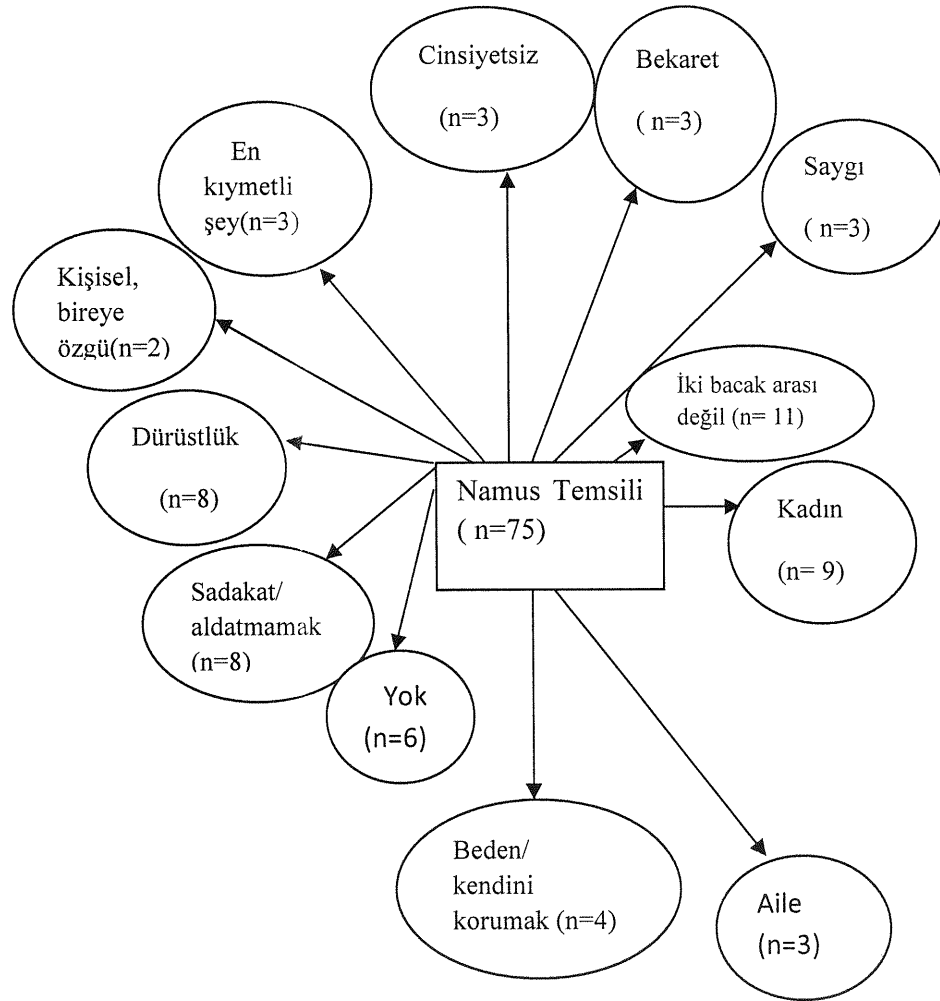 Cinsiyetsiz
(n=3)
Bekaret
( n=3)
Saygı
( n=3)
En
kıymetli
şey(n=3)
Kişisel,
bireye
özgü(n=2)
İki bacak arası
değil (n= 11)
Dürüstlük
(n=8)
Namus Temsili
( n=75)
Kadın
(n= 9)
Sadakat/
aldatmamak
(n=8)
Yok
(n=6)
Beden/
kendini
korumak (n=4)
Aile
(n=3)